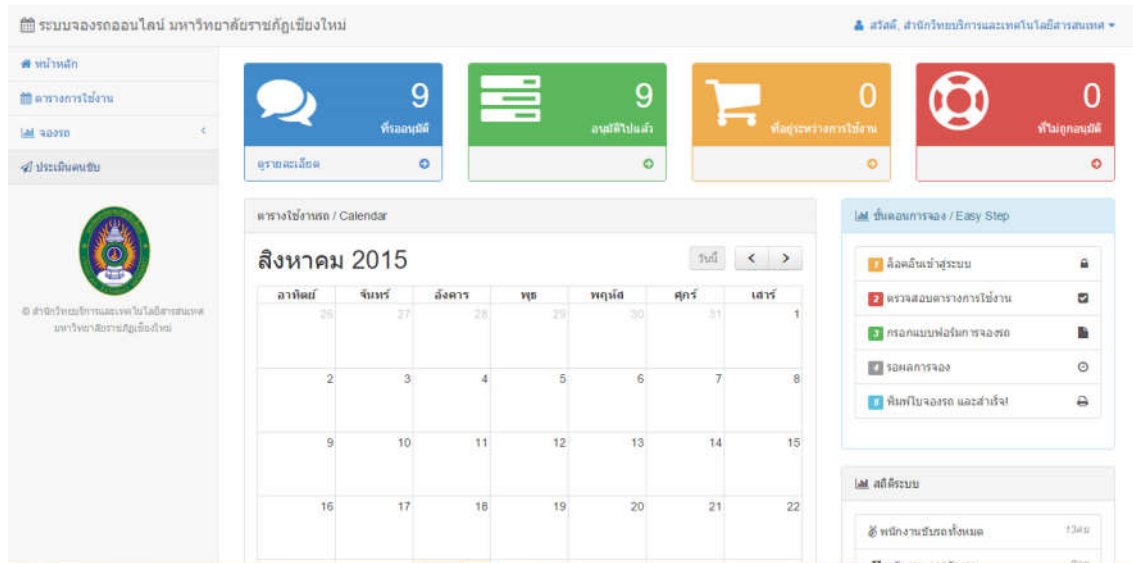 ระบบจองรถออนไลน์ มหาวิทยาลัยราชภัฏเชียงใหม่
สวัสดี, สำนักวิทยบริการและเทคโนโลยีสารสนเทศ
หน้าหลัก
ตารางการใช้งาน
จองรถ
ประเมินคนขับ
© สำนักวิทยบริการและเทคโนโลยีสารสนเทศ
มหาวิทยาลัยราชภัฏเชียงใหม่
9
ที่รออนุมัติ
ดูรายละเอียด
9
อนุมัติไปแล้ว
0
ที่อยู่ระหว่างการใช้งาน
0
ที่ไม่ถูกอนุมัติ
ตารางใช้งานรถ / Calendar
สิงหาคม 2015
วันนี้
อาทิตย์ จันทร์ อังคาร พุธ พฤหัส ศุกร์ เสาร์
26 27 28 29 30 31 1
2 3 4 5 6 7 8
9 10 11 12 13 14 15
16 17 18 19 20 21 22
ขั้นตอนการจอง / Easy Step
1 ล็อคอินเข้าสู่ระบบ
2 ตรวจสอบตารางการใช้งาน
3 กรอกแบบฟอร์มการจองรถ
4 รอผลการจอง
5 พิมพ์ใบจองรถ และสำเร็จ!
สถิติระบบ
พนักงานขับรถทั้งหมด 13คน